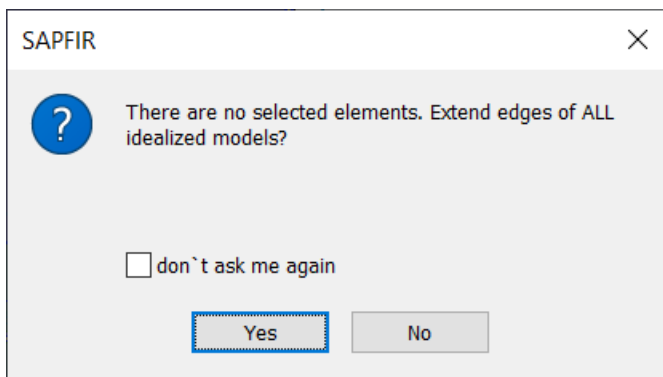 SAPFIR
There are no selected elements. Extend edges of ALL
idealized models?
don`t ask me again
Yes
No